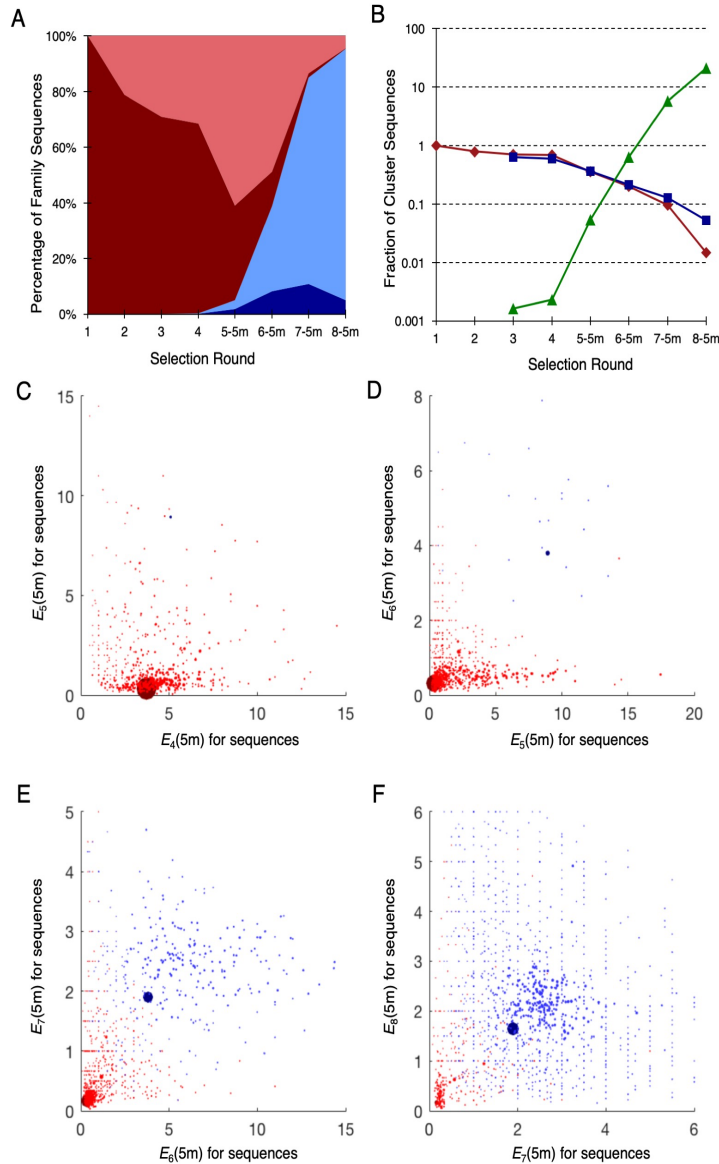 A
100%
80%
60%
40%
20%
0%
Percentage of Family Sequences
1 2 3 4 5-5m 6-5m 7-5m 8-5m
Selection Round
B
100
10
1
0.1
0.01
0.001
Fraction of Cluster Sequences
1 2 3 4 5-5m 6-5m 7-5m 8-5m
Selection Round
C
15
10
5
0
E5(5m) for sequences
0 5 10 15
E4(5m) for sequences
D
8
6
4
2
0
E6(5m) for sequences
0 5 10 15 20
E5(5m) for sequences
E
5
4
3
2
1
0
E7(5m) for sequences
0 5 10 15
E6(5m) for sequences
F
6
5
4
3
2
1
0
E8(5m) for sequences
0 2 4 6
E7(5m) for sequences